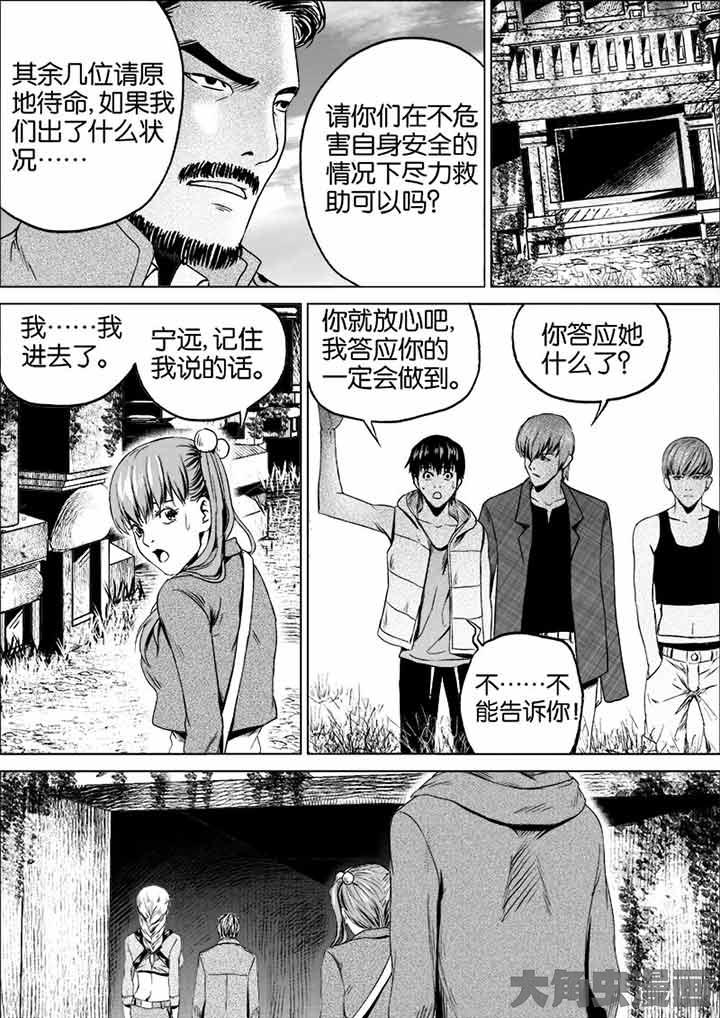 其余几位请原
地待命,如果我
们出了什么状
况……
请你们在不危
害自身安全的
情况下尽力救
助可以吗?
我……我
进去了。
宁远,记住
我说的话。
你就放心吧,
我答应你的
一定会做到。
你答应她
什么了?
不……不
能告诉你!
大角虫漫画